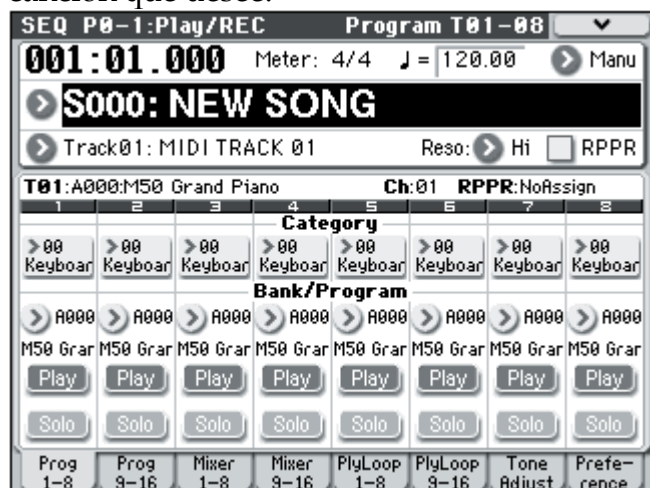 canción que desee.
SEQ P0-1:Play/REC Program T01-08
001:01.000 Meter: 4/4 ♩= 120.00 Manu
S000: NEW SONG
Track01: MIDI TRACK 01 Reso: Hi RPPR
T01:A000:M50 Grand Piano Ch:01 RPPR:NoAssign
1 2 3 4 5 6 7 8
Category
00 00 00 00 00 00 00 00
Keyboar Keyboar Keyboar Keyboar Keyboar Keyboar Keyboar Keyboar
Bank/Program
A000 A000 A000 A000 A000 A000 A000 A000
M50 Grar M50 Grar M50 Grar M50 Grar M50 Grar M50 Grar M50 Grar M50 Grar
Play Play Play Play Play Play Play Play
Solo Solo Solo Solo Solo Solo Solo Solo
Prog Prog Mixer Mixer PlyLoop PlyLoop Tone Prefe-
1-8 9-16 1-8 9-16 1-8 9-16 Adjust rence